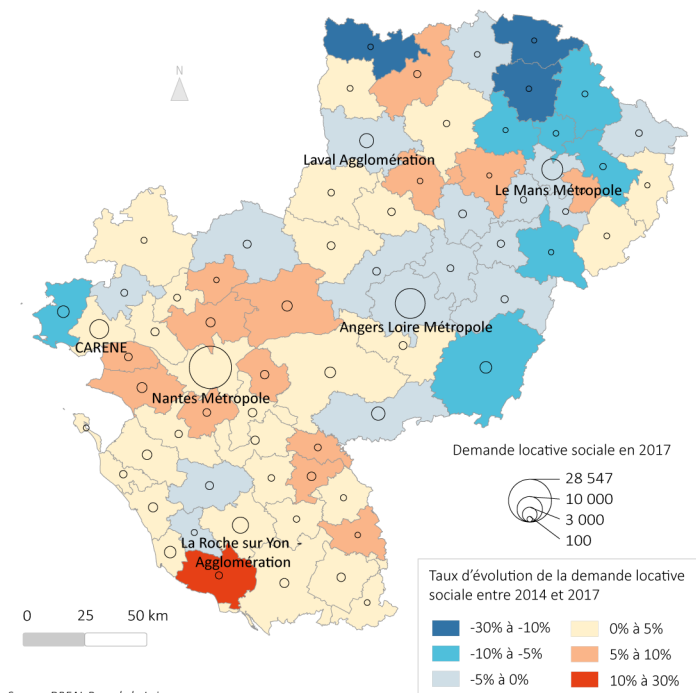 N
Laval Agglomération
Le Mans Métropole
Angers Loire Métropole
CARENE
Nantes Métropole
La Roche sur Yon -
Agglomération
Demande locative sociale en 2017
28 547
10 000
3 000
100
0 25 50 km
Taux d'évolution de la demande locative
sociale entre 2014 et 2017
-30% à -10%
-10% à -5%
-5% à 0%
0% à 5%
5% à 10%
10% à 30%